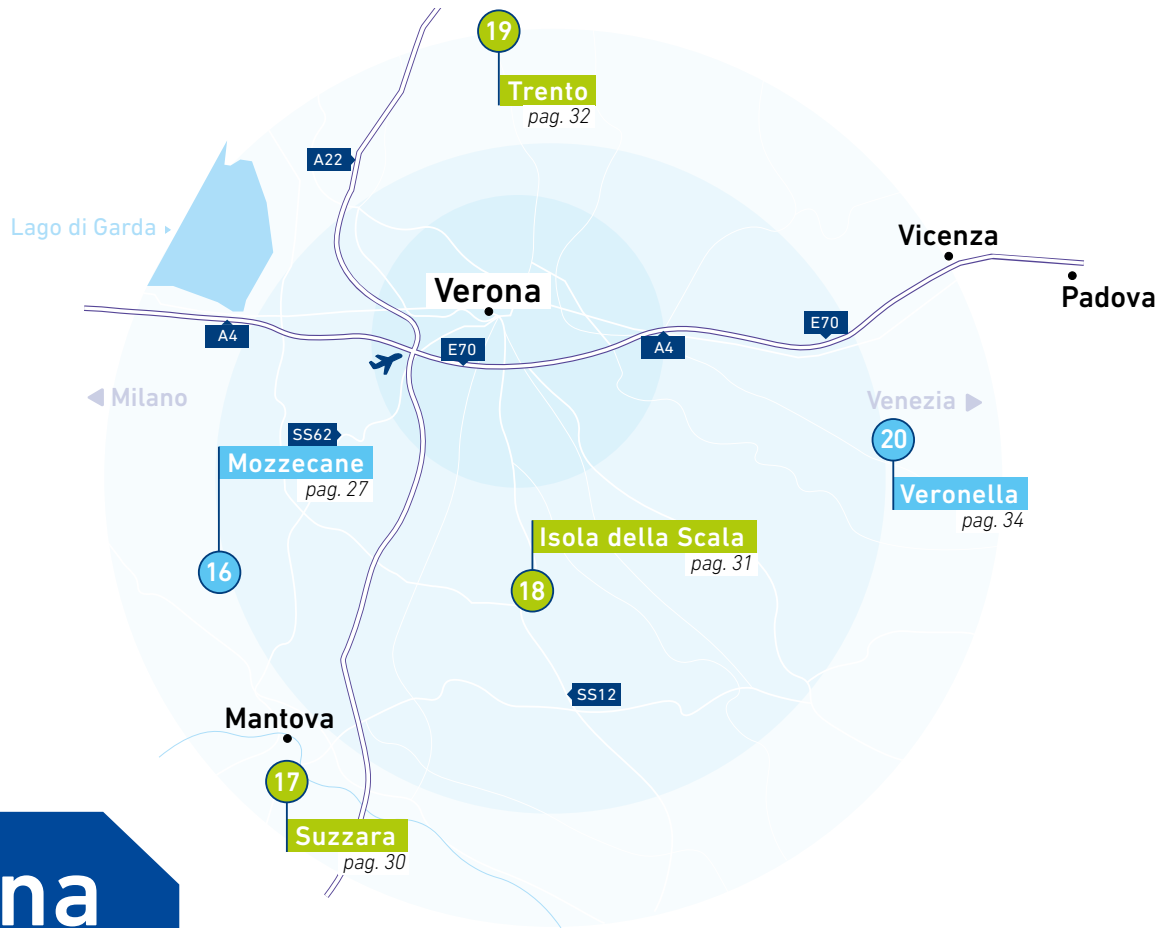 19
Trento
pag. 32
A22
Lago di Garda
Vicenza
Verona
Padova
E70
A4
E70
A4
Milano
Venezia
SS62
20
Mozzecane
pag. 27
Veronella
pag. 34
Isola della Scala
pag. 31
16
18
SS12
Mantova
17
Suzzara
pag. 30
na